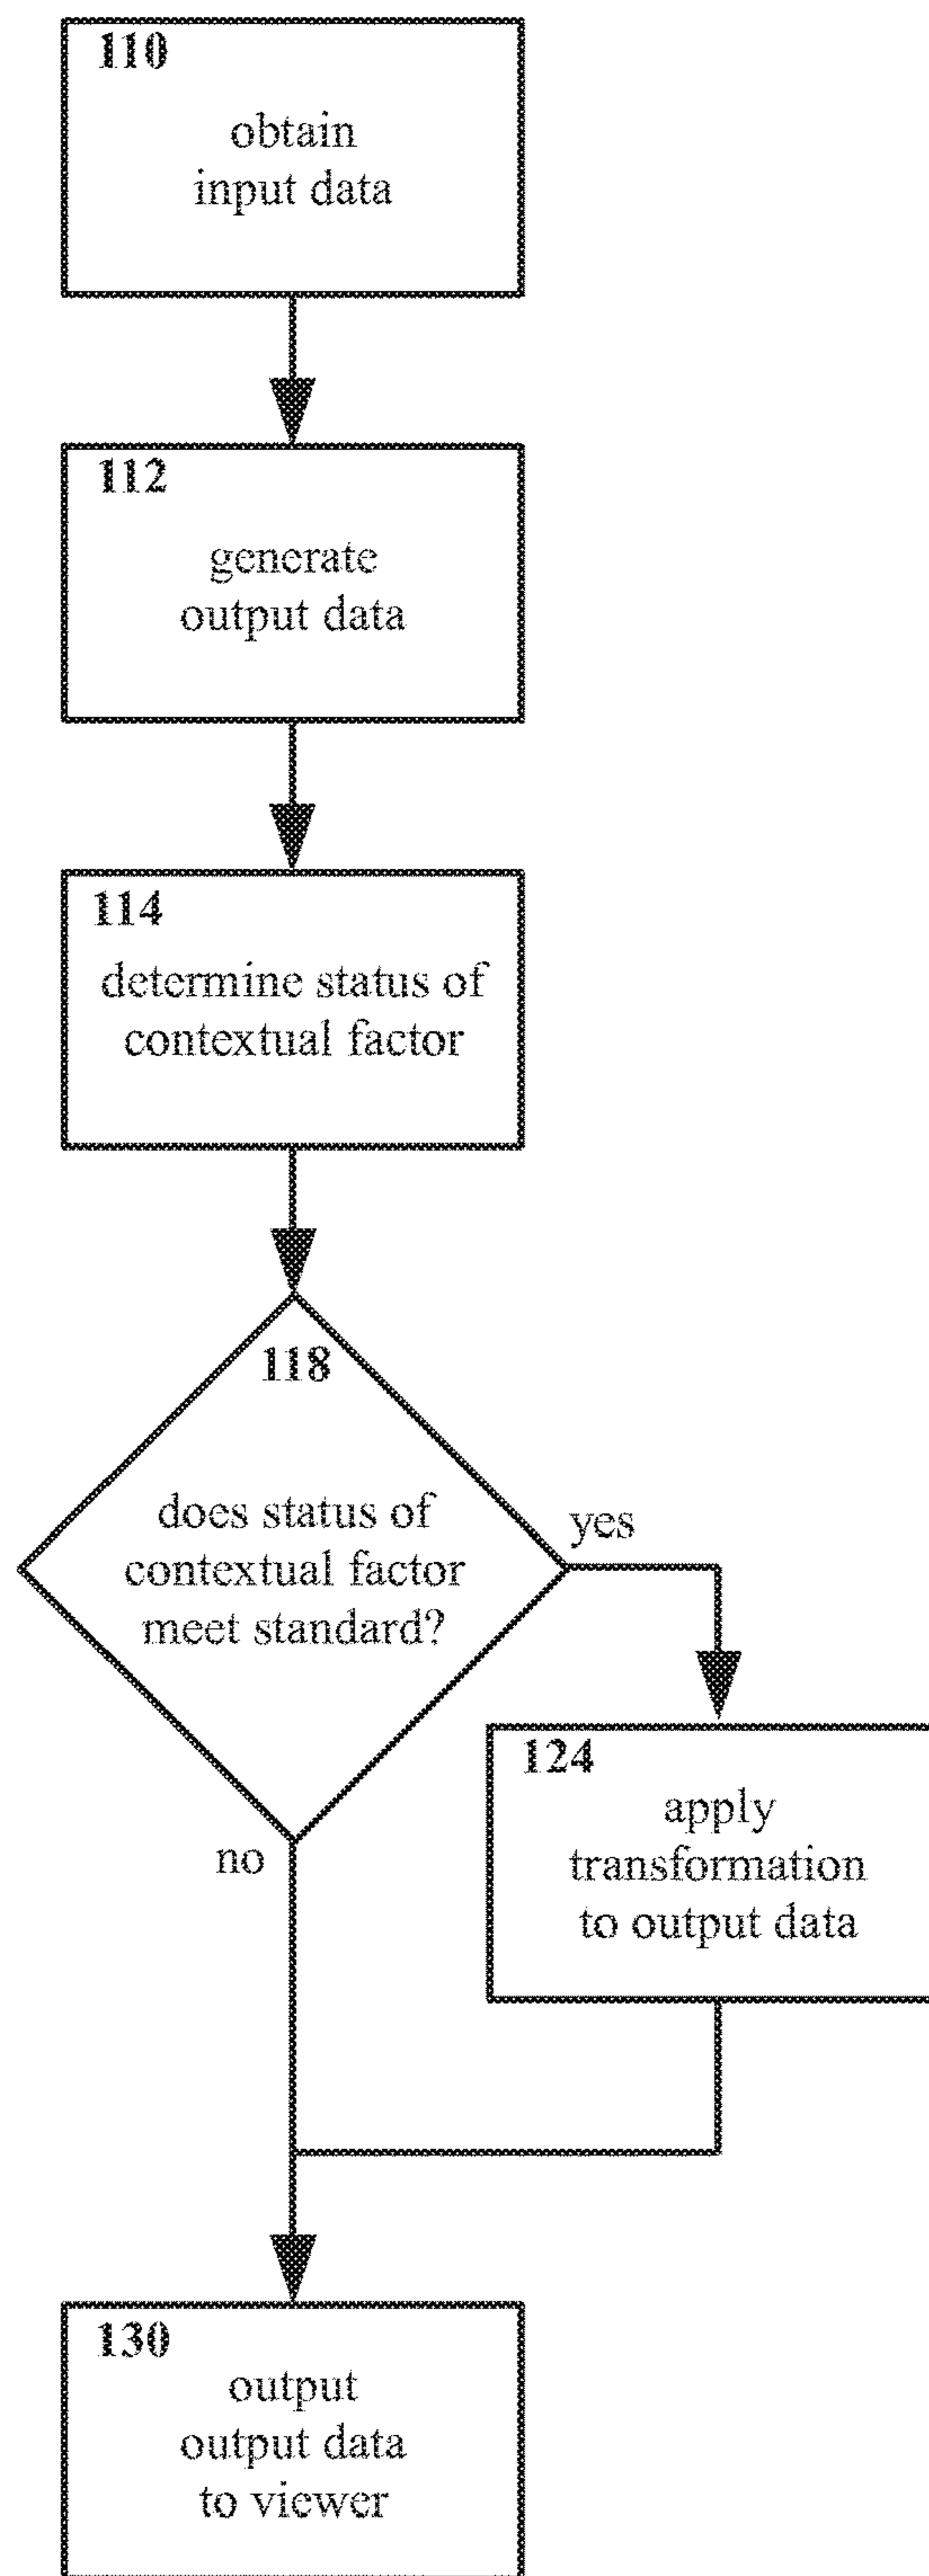 110
obtain
input data
112
generate
output data
114
determine status of
contextual factor
118
does status of
contextual factor
meet standard?
yes
124
apply
transformation
to output data
no
130
output
output data
to viewer